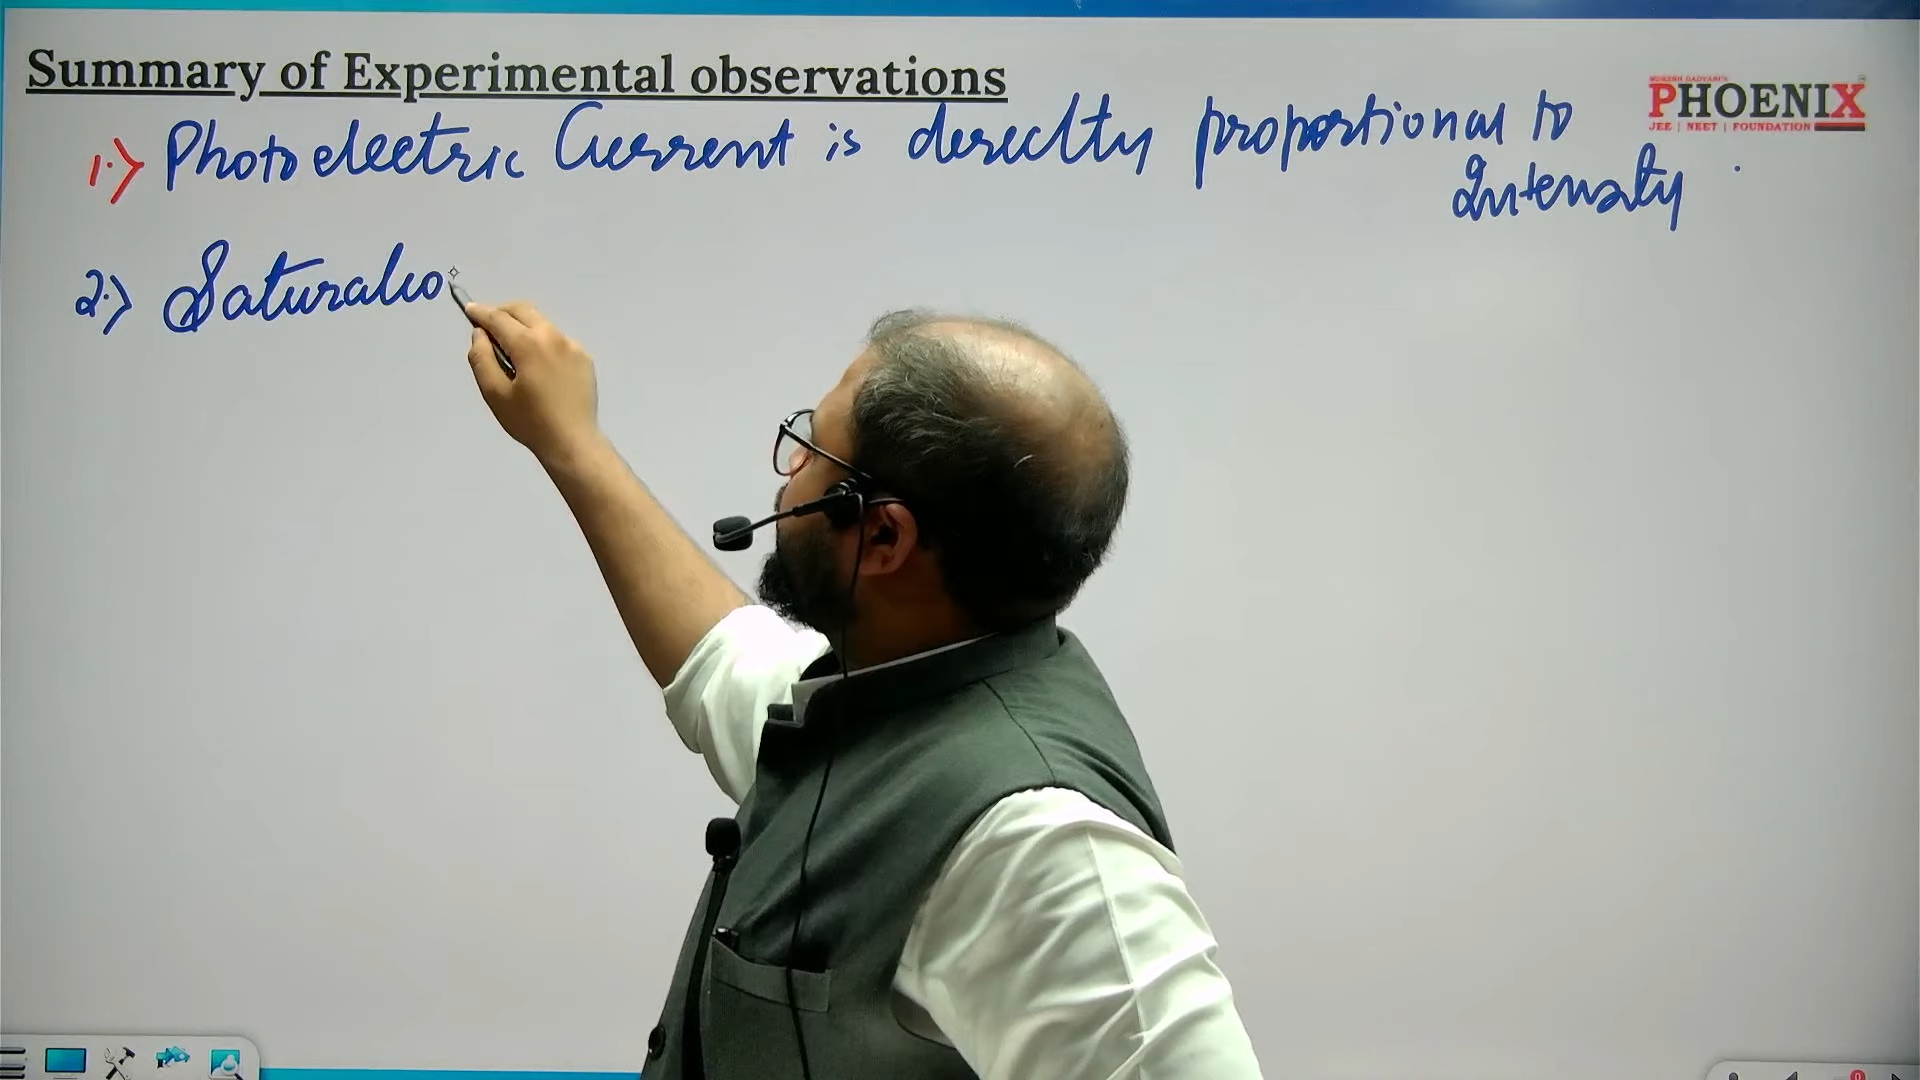 Summary of Experimental observations
MUKESH GADVANI'S
PHOENIX
JEE | NEET | FOUNDATION
1.) Photoelectric Current is directly proportional to
Intensity
2.) Saturatio